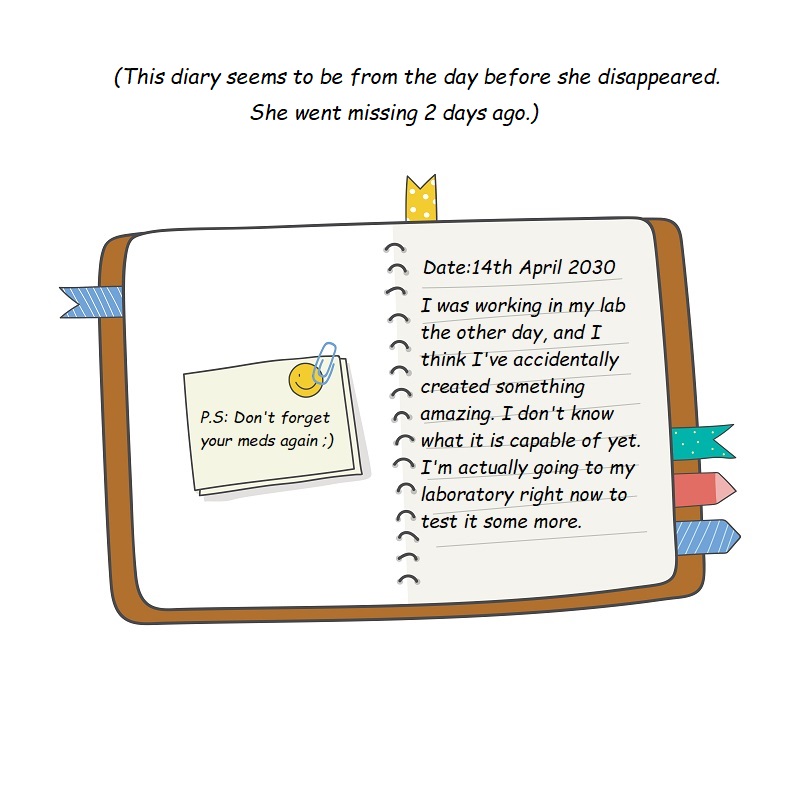 (This diary seems to be from the day before she disappeared.
She went missing 2 days ago.)
P.S: Don't forget
your meds again ;)
Date:14th April 2030
I was working in my lab
the other day, and I
think I've accidentally
created something
amazing. I don't know
what it is capable of yet.
I'm actually going to my
laboratory right now to
test it some more.